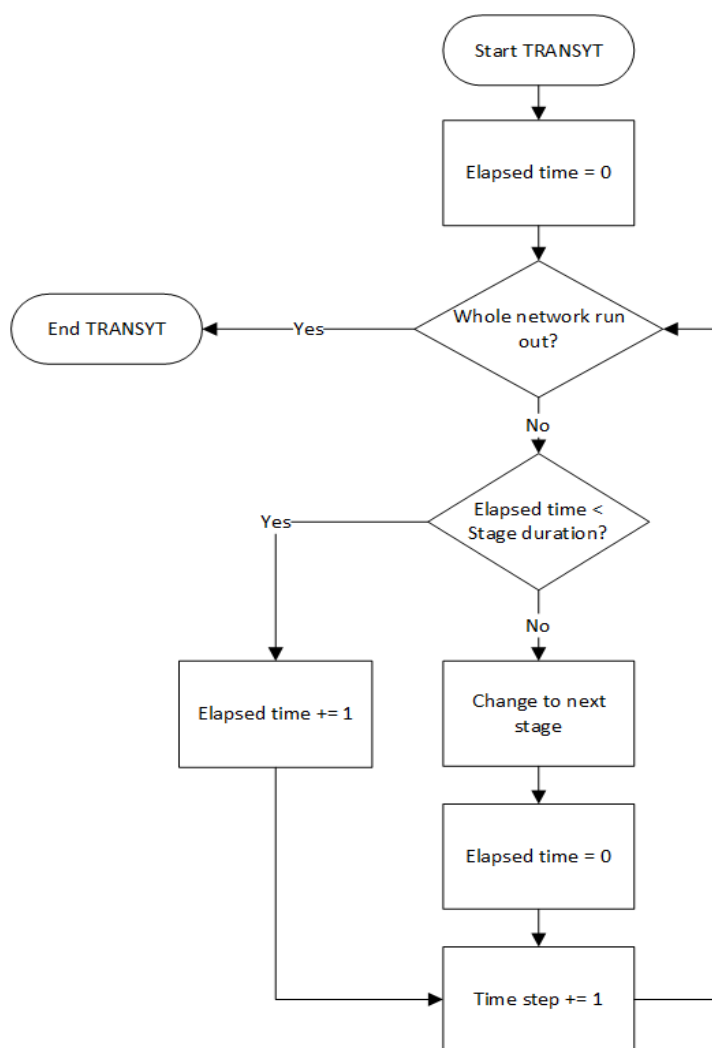 Start TRANSYT
Elapsed time = 0
Whole network run
out?
Yes
End TRANSYT
No
Elapsed time <
Stage duration?
Yes
No
Elapsed time += 1
Change to next
stage
Elapsed time = 0
Time step += 1